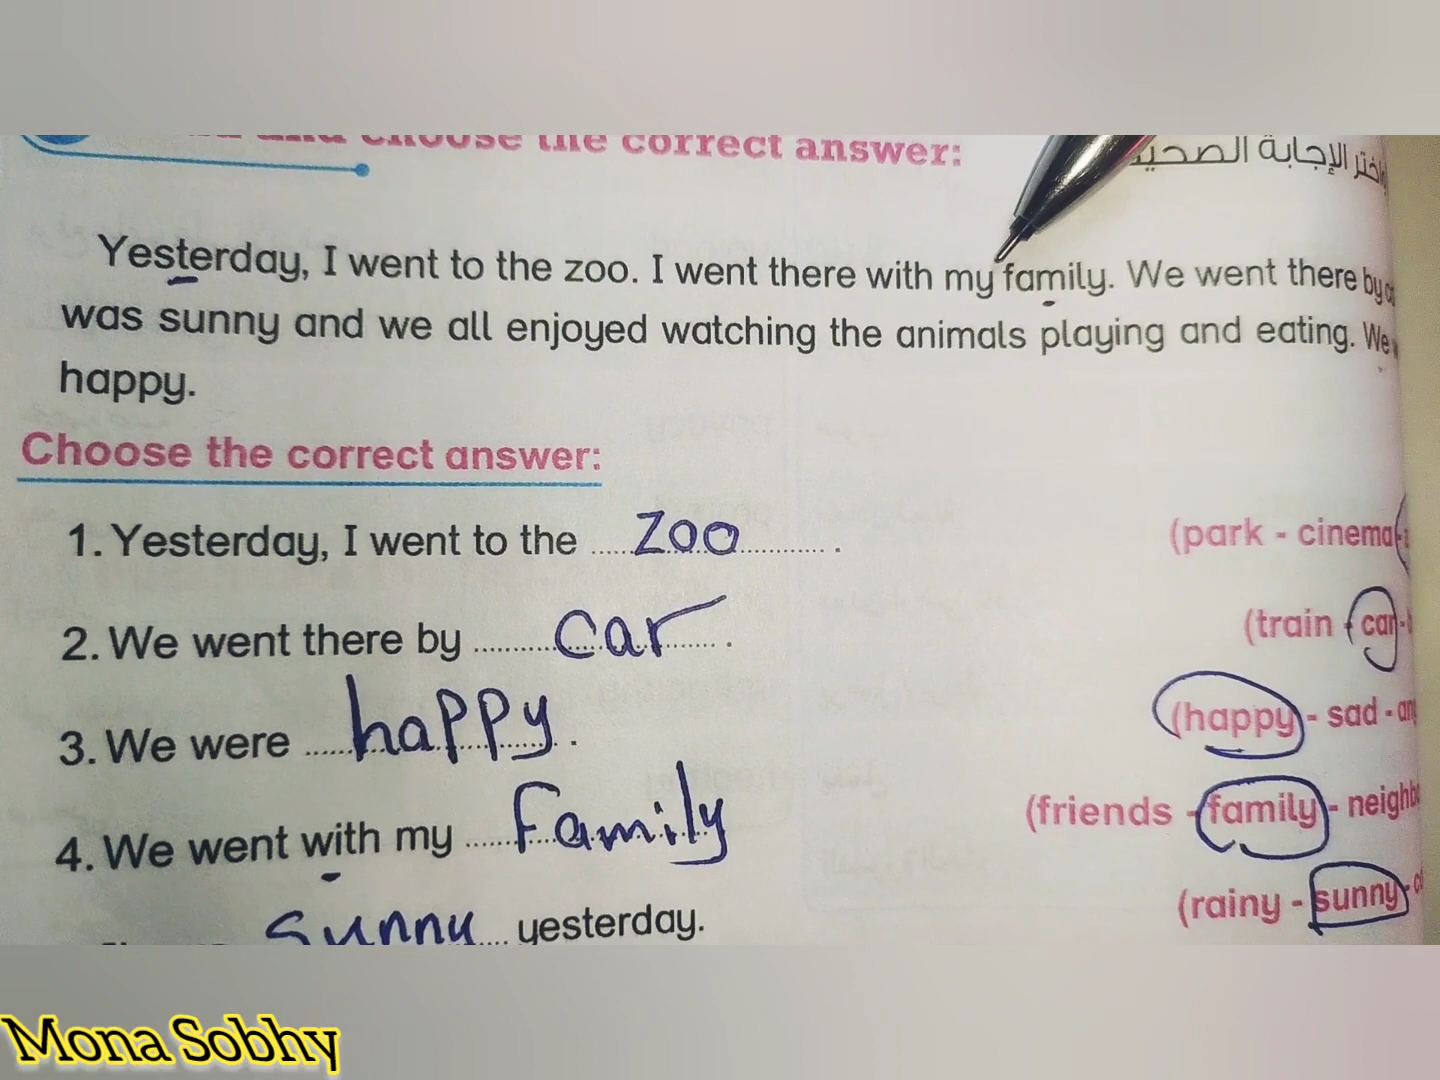 and choose the correct answer:
اختر الإجابة
Yesterday, I went to the zoo. I went there with my family. We went there by
was sunny and we all enjoyed watching the animals playing and eating. We
happy.
Choose the correct answer:
1. Yesterday, I went to the ..... zoo ............ . (park - cinema -
2. We went there by .......... car ....... . (train - car -
3. We were ..... happy . (happy - sad -
4. We went with my ...... Family (friends - family -
sunny .... yesterday. (rainy - sunny -
Mona Sobhy